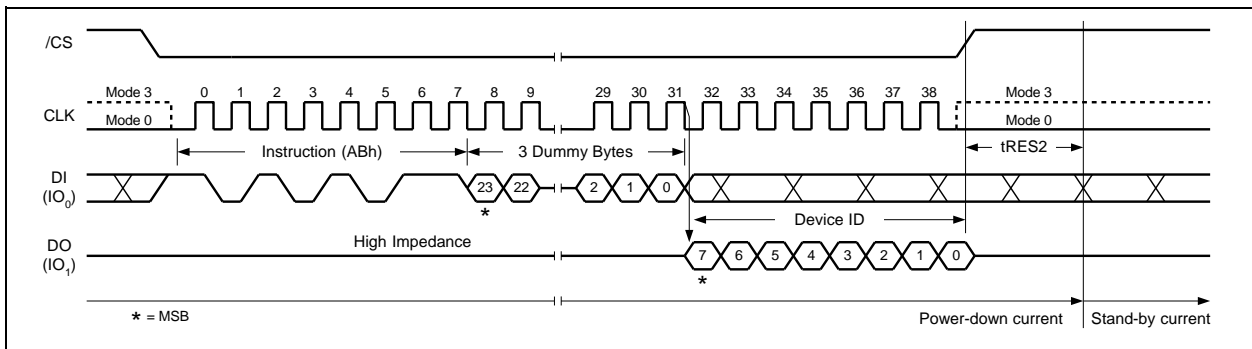 /CS
Mode 3
0 1 2 3 4 5 6 7 8 9 29 30 31 32 33 34 35 36 37 38
Mode 3
CLK
Mode 0
Mode 0
Instruction (ABh)
3 Dummy Bytes
tRES2
DI
(IO0)
23 22 2 1 0
*
Device ID
DO
(IO1)
High Impedance
7 6 5 4 3 2 1 0
*
* = MSB
Power-down current
Stand-by current